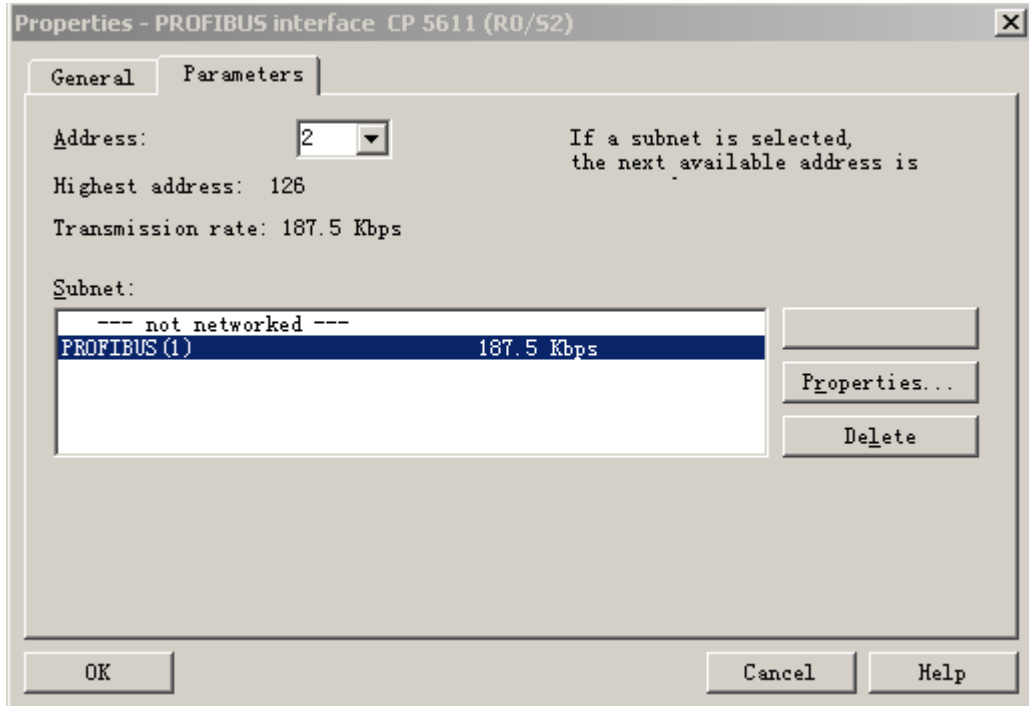 Properties - PROFIBUS interface CP 5611 (R0/S2)
General
Parameters
Address:
2
If a subnet is selected,
the next available address is
Highest address: 126
Transmission rate: 187.5 Kbps
Subnet:
--- not networked ---
PROFIBUS(1) 187.5 Kbps
Properties...
Delete
OK
Cancel
Help